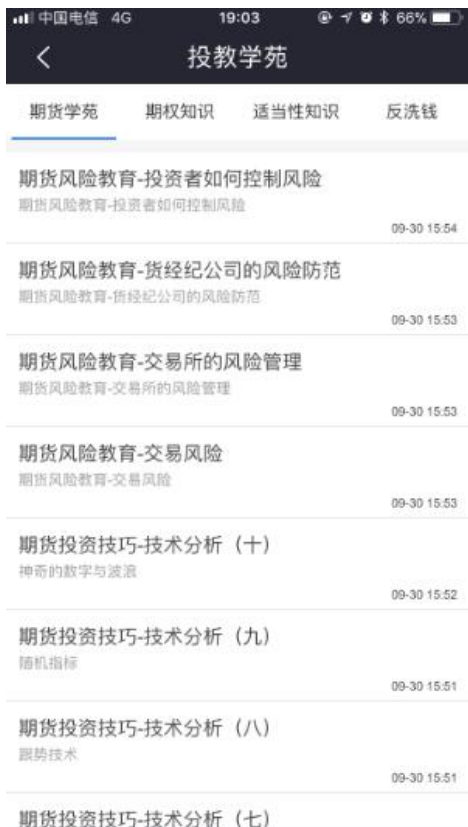 中国电信 4G 19:03 66%
投教学苑
期货学苑 期权知识 适当性知识 反洗钱
期货风险教育-投资者如何控制风险
期货风险教育-投资者如何控制风险
09-30 15:54
期货风险教育-货经纪公司的风险防范
期货风险教育-货经纪公司的风险防范
09-30 15:53
期货风险教育-交易所的风险管理
期货风险教育-交易所的风险管理
09-30 15:53
期货风险教育-交易风险
期货风险教育-交易风险
09-30 15:53
期货投资技巧-技术分析（十）
神奇的数字与波浪
09-30 15:52
期货投资技巧-技术分析（九）
随机指标
09-30 15:51
期货投资技巧-技术分析（八）
跟势技术
09-30 15:51
期货投资技巧-技术分析（七）